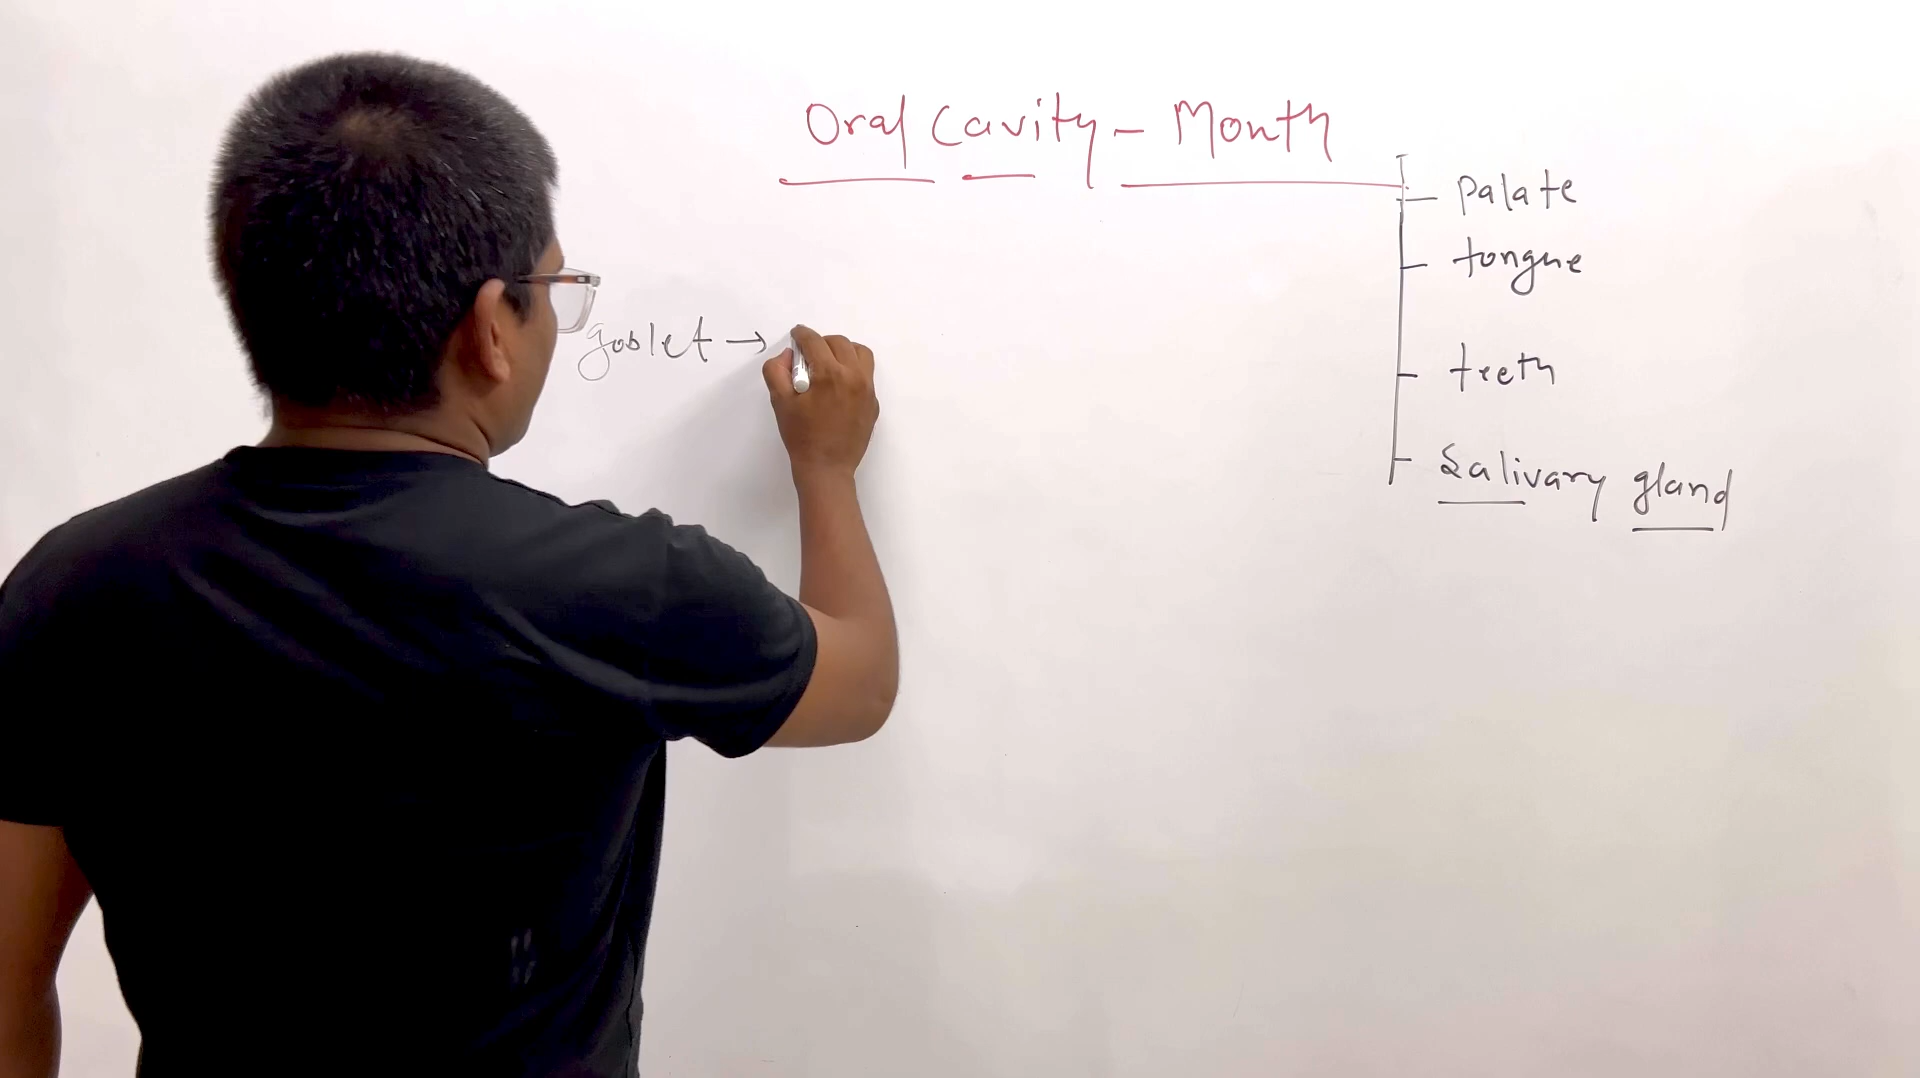 Oral Cavity - Month
palate
tongue
goblet →
teeth
Salivary gland